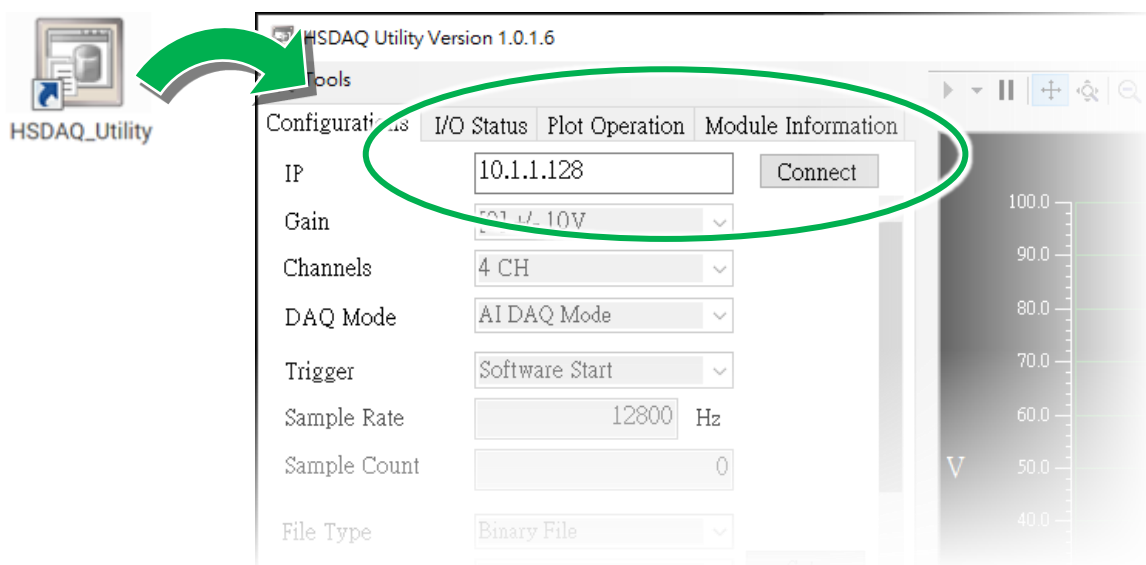 HSDAQ_Utility
HSDAQ Utility Version 1.0.1.6
Tools
Configurations I/O Status Plot Operation Module Information
IP 10.1.1.128 Connect
Gain [0] +/- 10V
Channels 4 CH
DAQ Mode AI DAQ Mode
Trigger Software Start
Sample Rate 12800 Hz
Sample Count 0
File Type Binary File
100.0
90.0
80.0
70.0
60.0
V 50.0
40.0